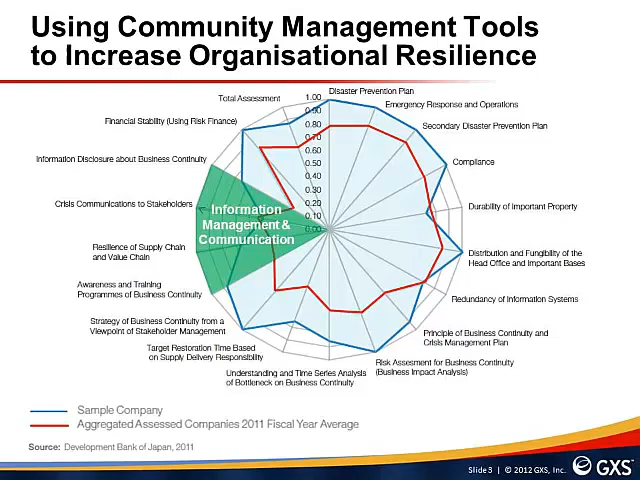 Using Community Management Tools
to Increase Organisational Resilience
Disaster Prevention Plan
Total Assessment
1.00
Emergency Response and Operations
0.90
Financial Stability (Using Risk Finance)
0.80
Secondary Disaster Prevention Plan
0.70
0.60
Information Disclosure about Business Continuity
0.50
Compliance
0.40
0.30
Crisis Communications to Stakeholders
0.20
Durability of Important Property
0.10
0.00
Information
Management &
Communication
Resilience of Supply Chain
and Value Chain
Distribution and Fungibility of the
Head Office and Important Bases
Awareness and Training
Programmes of Business Continuity
Redundancy of Information Systems
Strategy of Business Continuity from a
Viewpoint of Stakeholder Management
Principle of Business Continuity and
Crisis Management Plan
Target Restoration Time Based
on Supply Delivery Responsibility
Risk Assesment for Business Continuity
(Business Impact Analysis)
Understanding and Time Series Analysis
of Bottleneck on Business Continuity
Sample Company
Aggregated Assessed Companies 2011 Fiscal Year Average
Source: Development Bank of Japan, 2011
Slide 3 | © 2012 GXS, Inc.
GXS